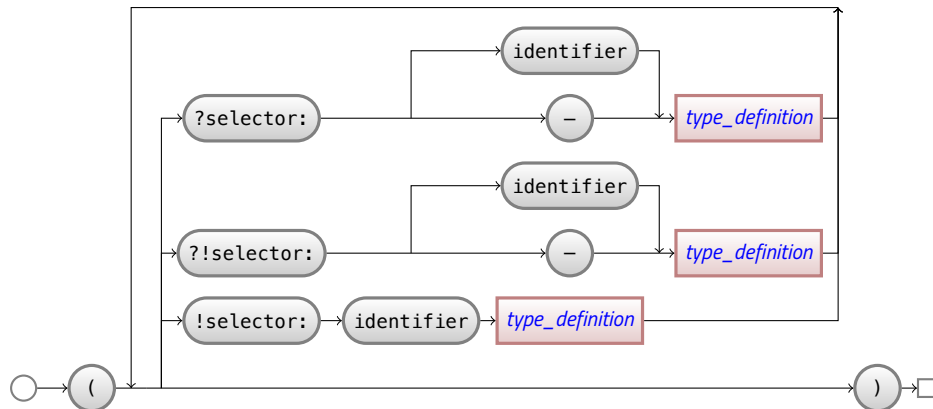 identifier
?selector: – type_definition
identifier
?!selector: – type_definition
!selector: identifier type_definition
( )